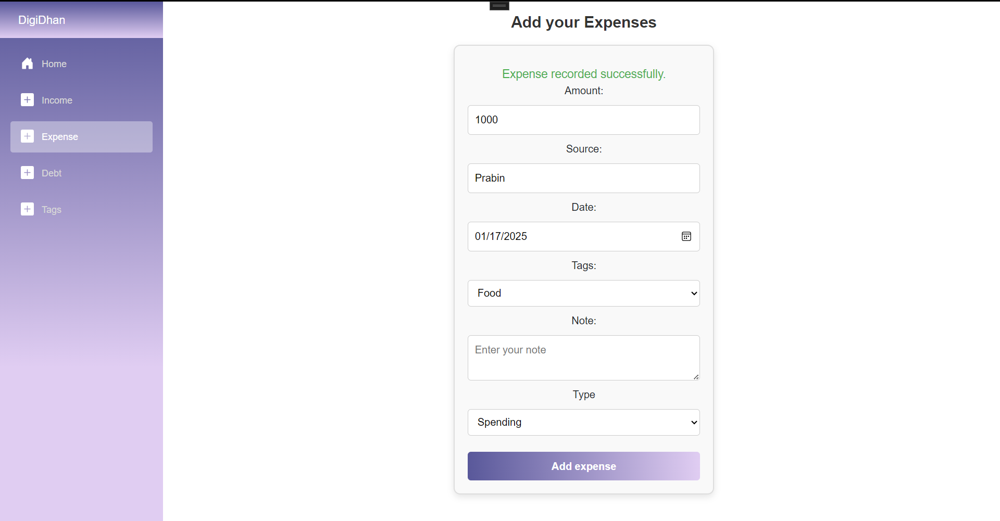 DigiDhan
Home
Income
Expense
Debt
Tags
Add your Expenses
Expense recorded successfully.
Amount:
1000
Source:
Prabin
Date:
01/17/2025
Tags:
Food
Note:
Enter your note
Type
Spending
Add expense